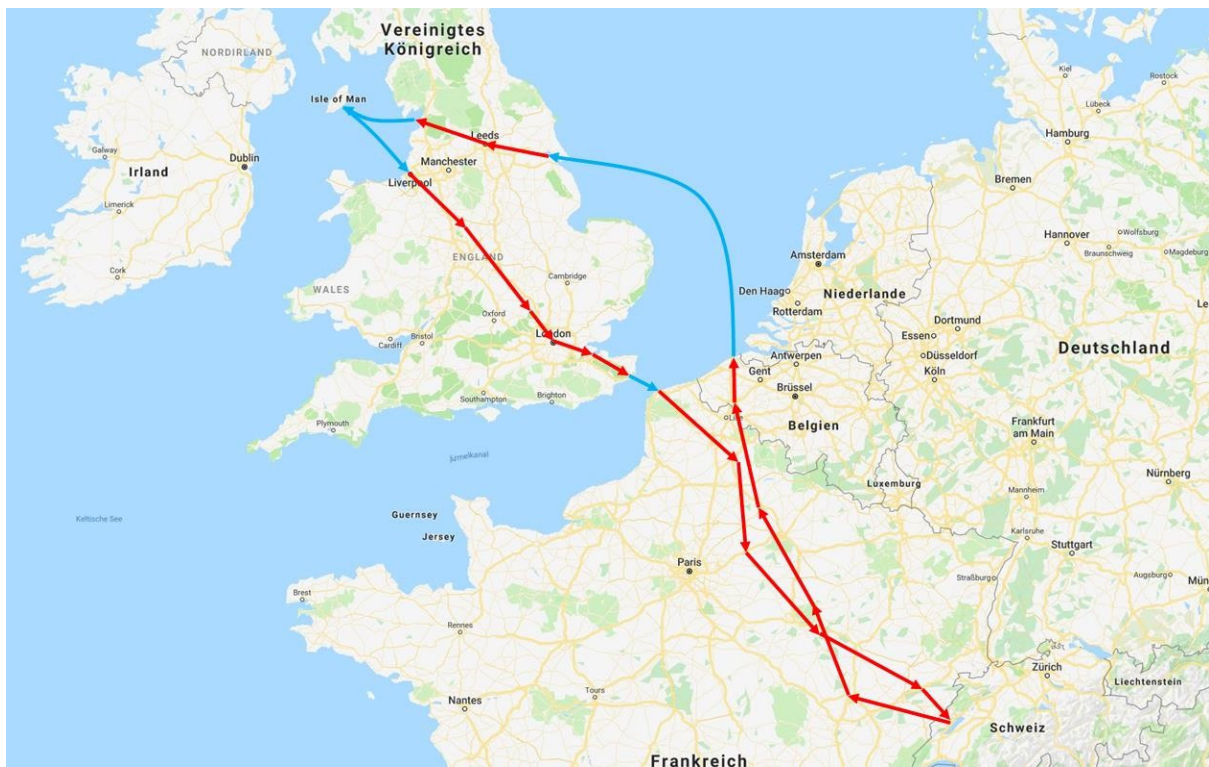 Vereinigtes
Königreich
NORDIRLAND
Kiel
Rostock
Isle of Man
Lübeck
Hamburg
Leeds
Galway
Dublin
Irland
Manchester
Liverpool
Bremen
Limerick
Hannover
Wolfsburg
Braunschweig
Magdeburg
Amsterdam
ENGLAND
Cork
Cambridge
WALES
Den Haag
Niederlande
Rotterdam
Le
Oxford
Dortmund
Essen
London
Bristol
Cardiff
Deutschland
Antwerpen
Düsseldorf
Gent
Köln
Brüssel
Southampton
Brighton
Belgien
Plymouth
Lille
Frankfurt
am Main
Ärmelkanal
Nürnberg
Luxemburg
Mannheim
Guernsey
Keltische See
Jersey
Karlsruhe
Stuttgart
Paris
Straßburg
Augsburg
Mün
Brest
Rennes
Zürich
Liechtenstein
Tours
Nantes
Schweiz
Frankreich